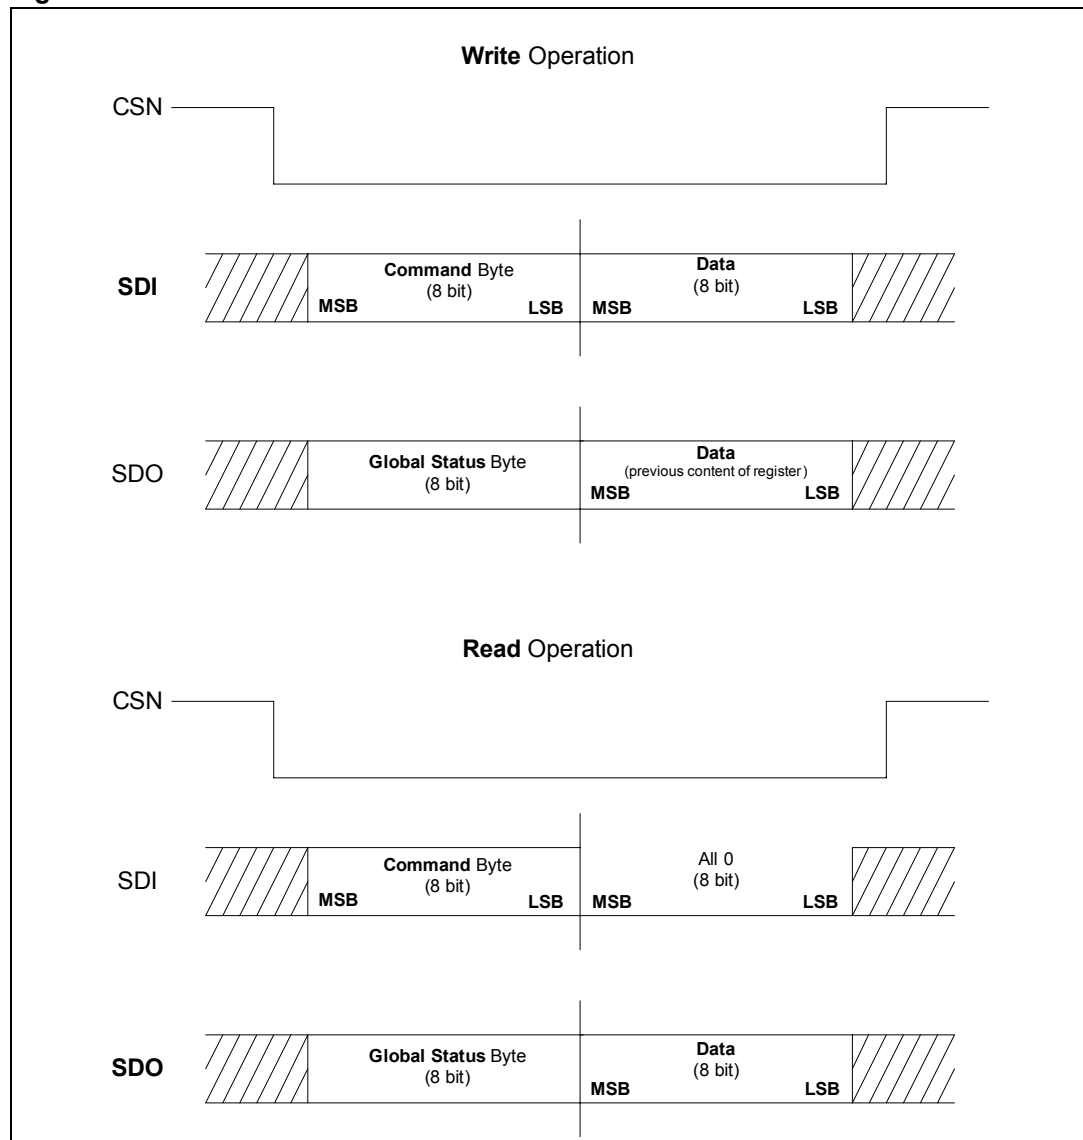 Write Operation
CSN
SDI
Command Byte
(8 bit)
MSB
LSB
Data
(8 bit)
MSB
LSB
SDO
Global Status Byte
(8 bit)
Data
(previous content of register)
MSB
LSB
Read Operation
CSN
SDI
Command Byte
(8 bit)
MSB
LSB
All 0
(8 bit)
MSB
LSB
SDO
Global Status Byte
(8 bit)
Data
(8 bit)
MSB
LSB